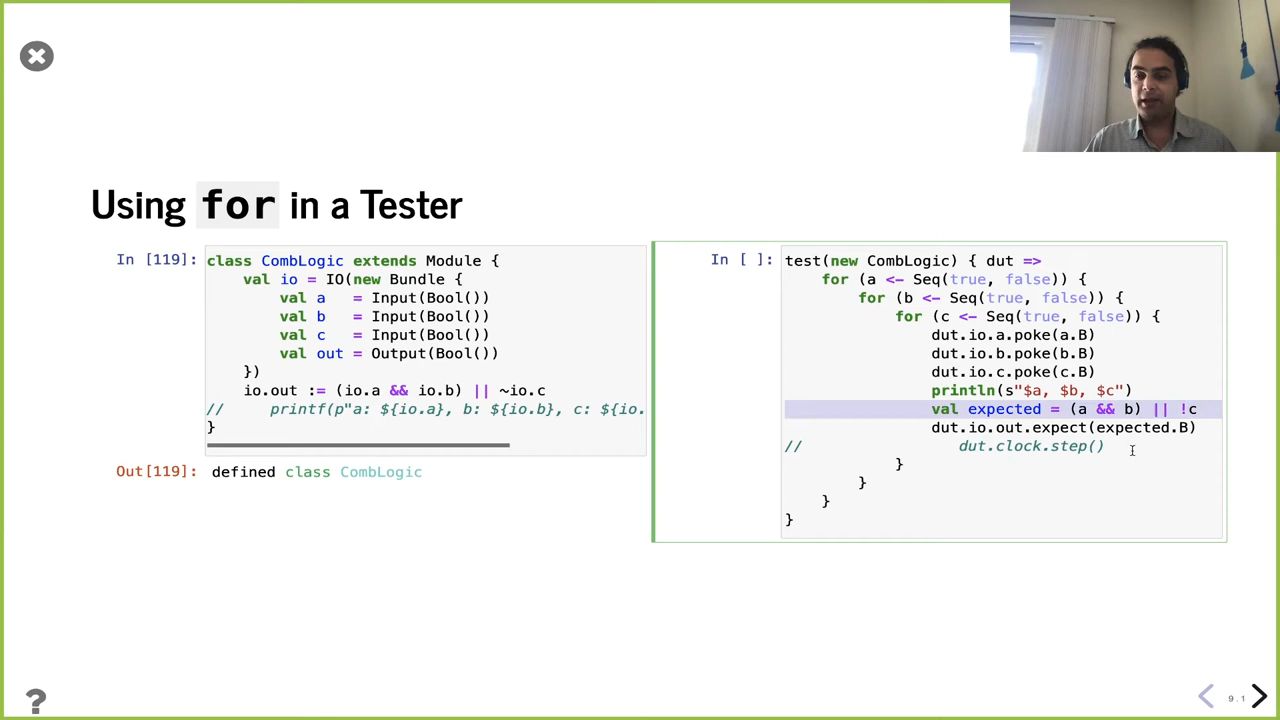 Using for in a Tester
In [119]:
class CombLogic extends Module {
    val io = IO(new Bundle {
        val a   = Input(Bool())
        val b   = Input(Bool())
        val c   = Input(Bool())
        val out = Output(Bool())
    })
    io.out := (io.a && io.b) || ~io.c
//     printf(p"a: ${io.a}, b: ${io.b}, c: ${io.
}
Out[119]: defined class CombLogic
In [ ]:
test(new CombLogic) { dut =>
    for (a <- Seq(true, false)) {
        for (b <- Seq(true, false)) {
            for (c <- Seq(true, false)) {
                dut.io.a.poke(a.B)
                dut.io.b.poke(b.B)
                dut.io.c.poke(c.B)
                println(s"$a, $b, $c")
                val expected = (a && b) || !c
                dut.io.out.expect(expected.B)
//                 dut.clock.step()
            }
        }
    }
}
?
9.1